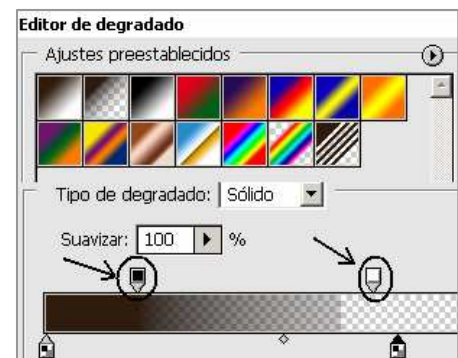 Editor de degradado
Ajustes preestablecidos
Tipo de degradado: Sólido
Suavizar: 100 %